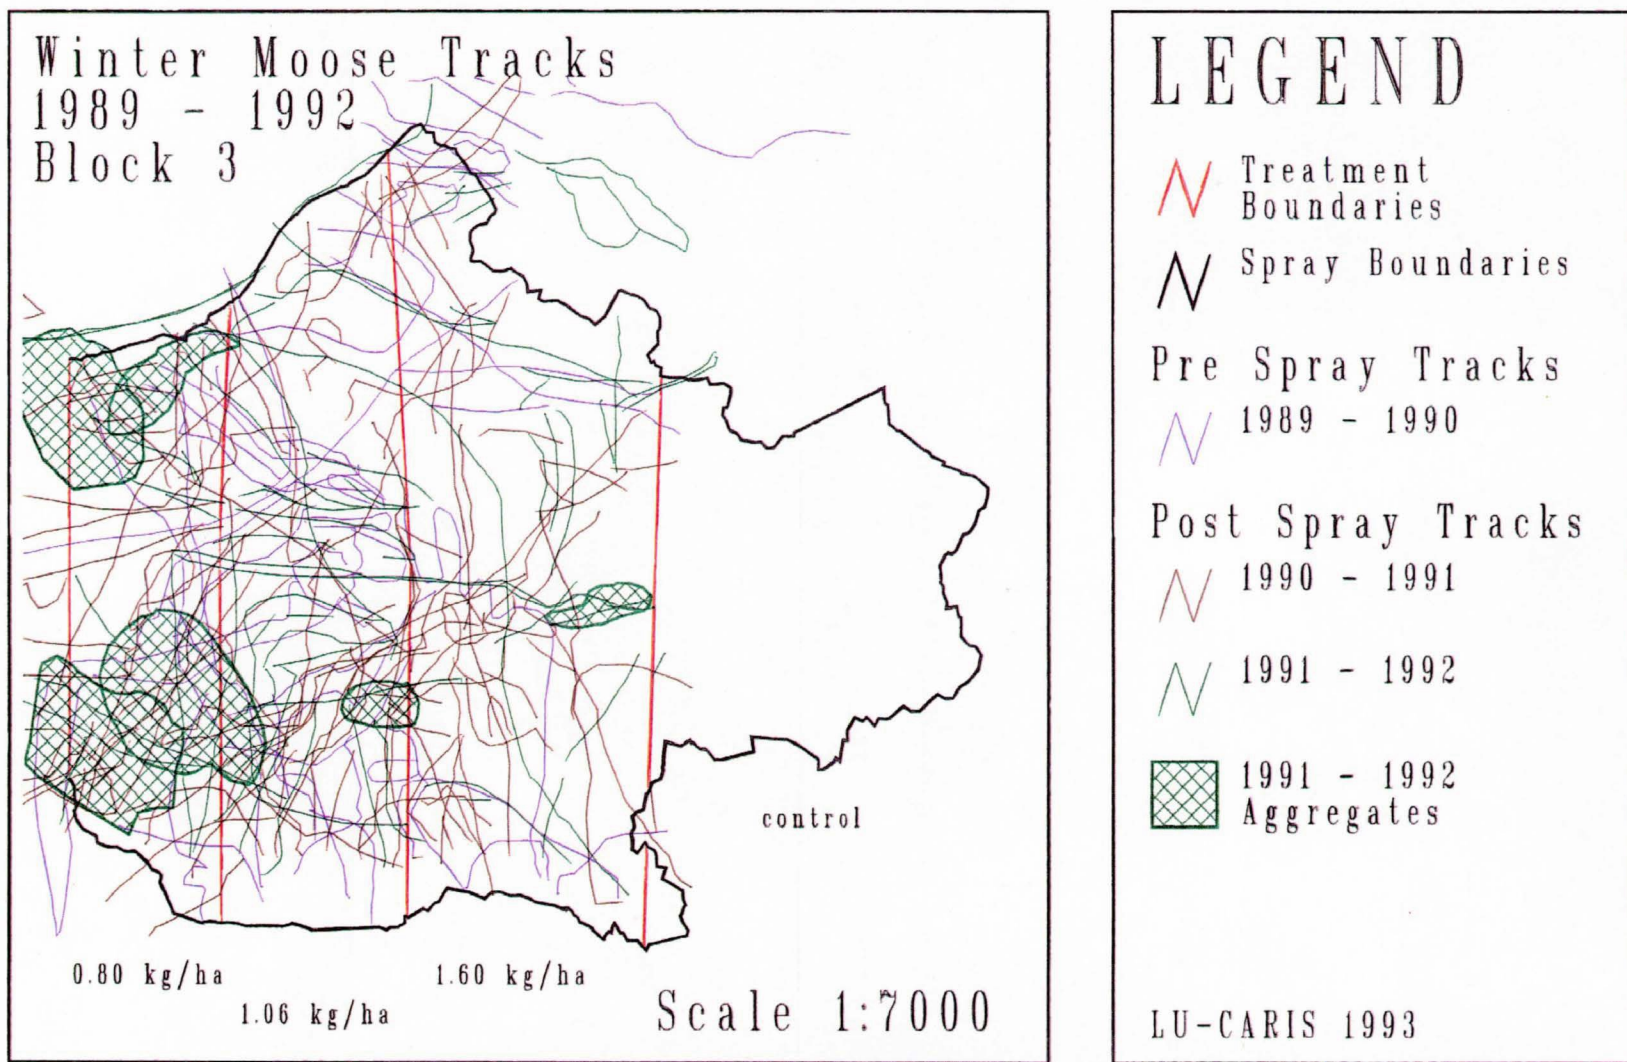 Winter Moose Tracks
1989 - 1992
Block 3
control
0.80 kg/ha
1.06 kg/ha
1.60 kg/ha
Scale 1:7000
LEGEND
Treatment
Boundaries
Spray Boundaries
Pre Spray Tracks
1989 - 1990
Post Spray Tracks
1990 - 1991
1991 - 1992
1991 - 1992
Aggregates
LU-CARIS 1993